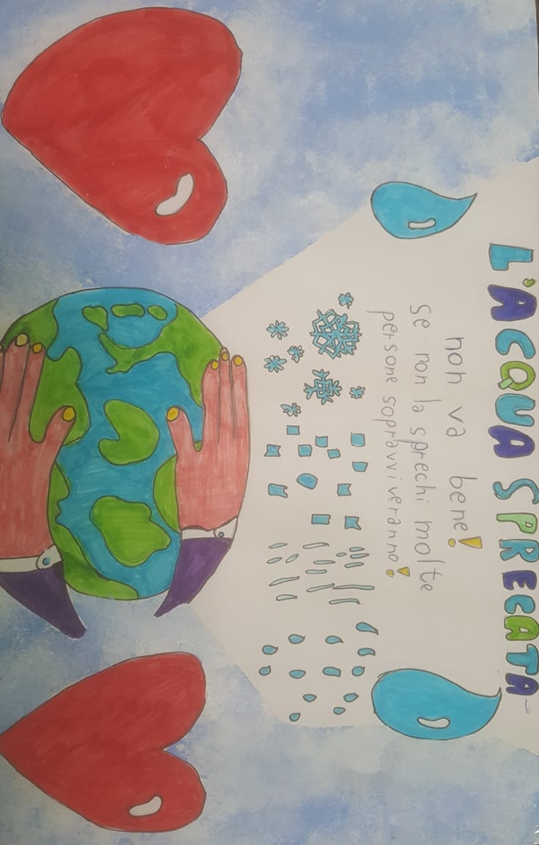 L'ACQUA SPRECATA
non va bene!
se non la sprechi molte
persone sopravviveranno!